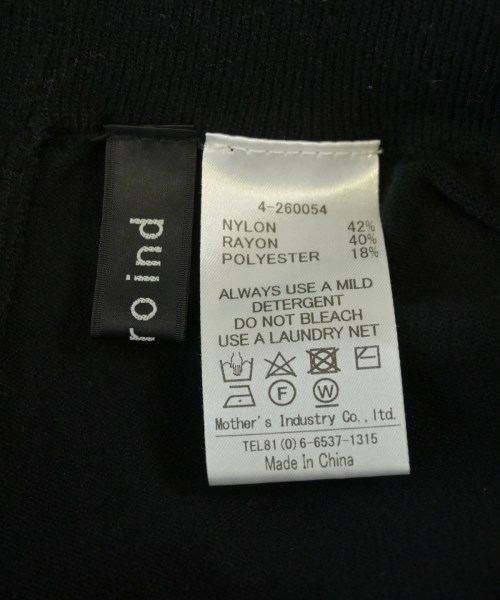 ro ind
4-260054
NYLON 42%
RAYON 40%
POLYESTER 18%
ALWAYS USE A MILD
DETERGENT
DO NOT BLEACH
USE A LAUNDRY NET
F W
Mother's Industry Co.,ltd.
TEL81(0)6-6537-1315
Made In China